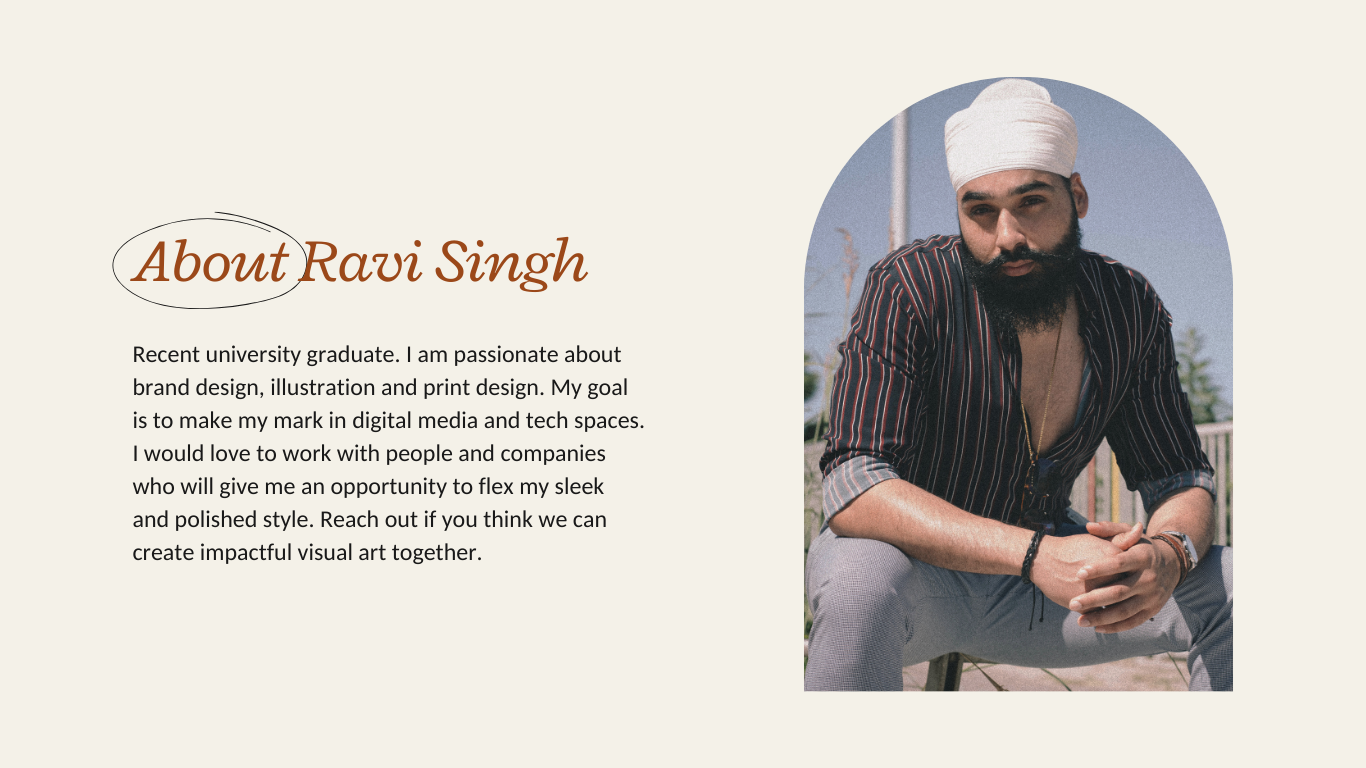 About Ravi Singh
Recent university graduate. I am passionate about
brand design, illustration and print design. My goal
is to make my mark in digital media and tech spaces.
I would love to work with people and companies
who will give me an opportunity to flex my sleek
and polished style. Reach out if you think we can
create impactful visual art together.